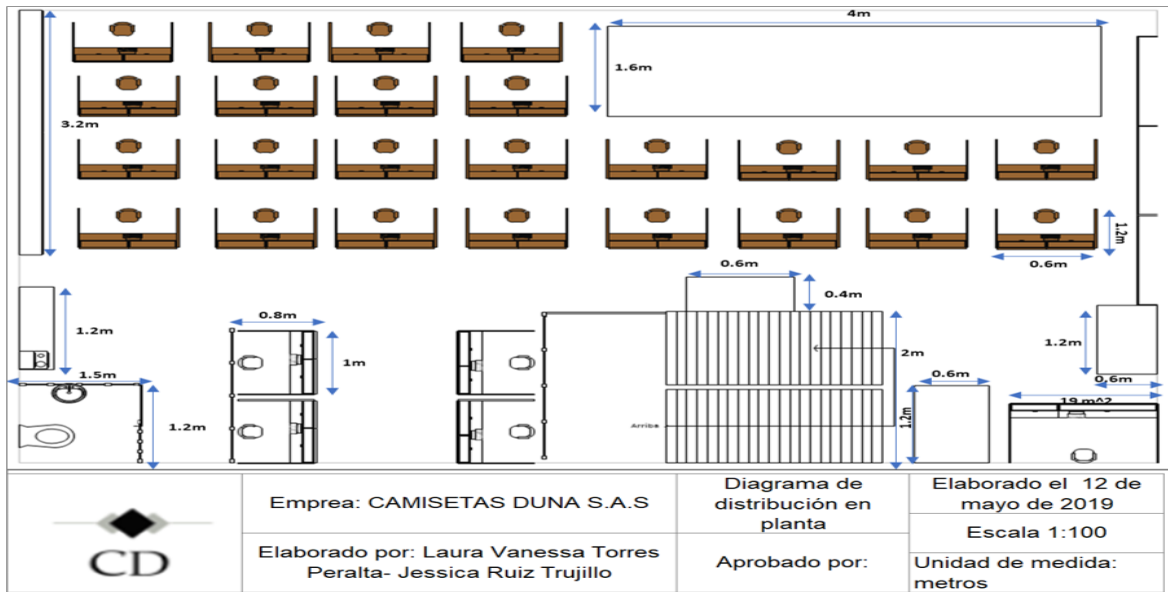 4m
1.6m
3.2m
1.2m
0.6m
0.6m
0.4m
0.8m
1.2m
1m
2m
1.2m
1.5m
0.6m
0,6m
19 m^2
1.2m
1.2m
Arriba
CD
Emprea: CAMISETAS DUNA S.A.S
Elaborado por: Laura Vanessa Torres
Peralta- Jessica Ruiz Trujillo
Diagrama de
distribución en
planta
Aprobado por:
Elaborado el 12 de
mayo de 2019
Escala 1:100
Unidad de medida:
metros